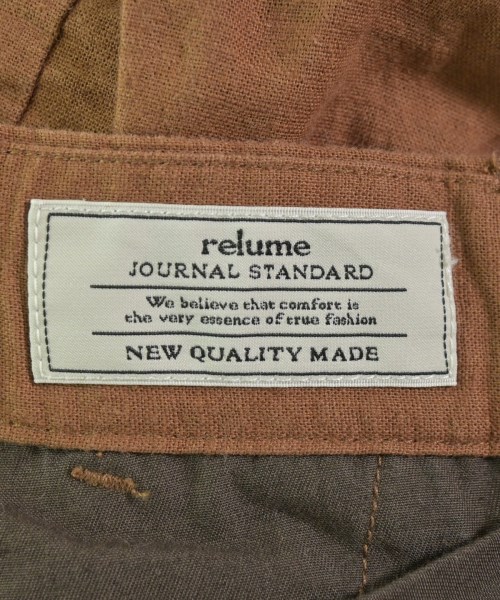 relume
JOURNAL STANDARD
We believe that comfort is
the very essence of true fashion
NEW QUALITY MADE